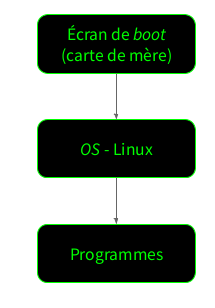 Écran de boot
(carte de mère)
OS - Linux
Programmes